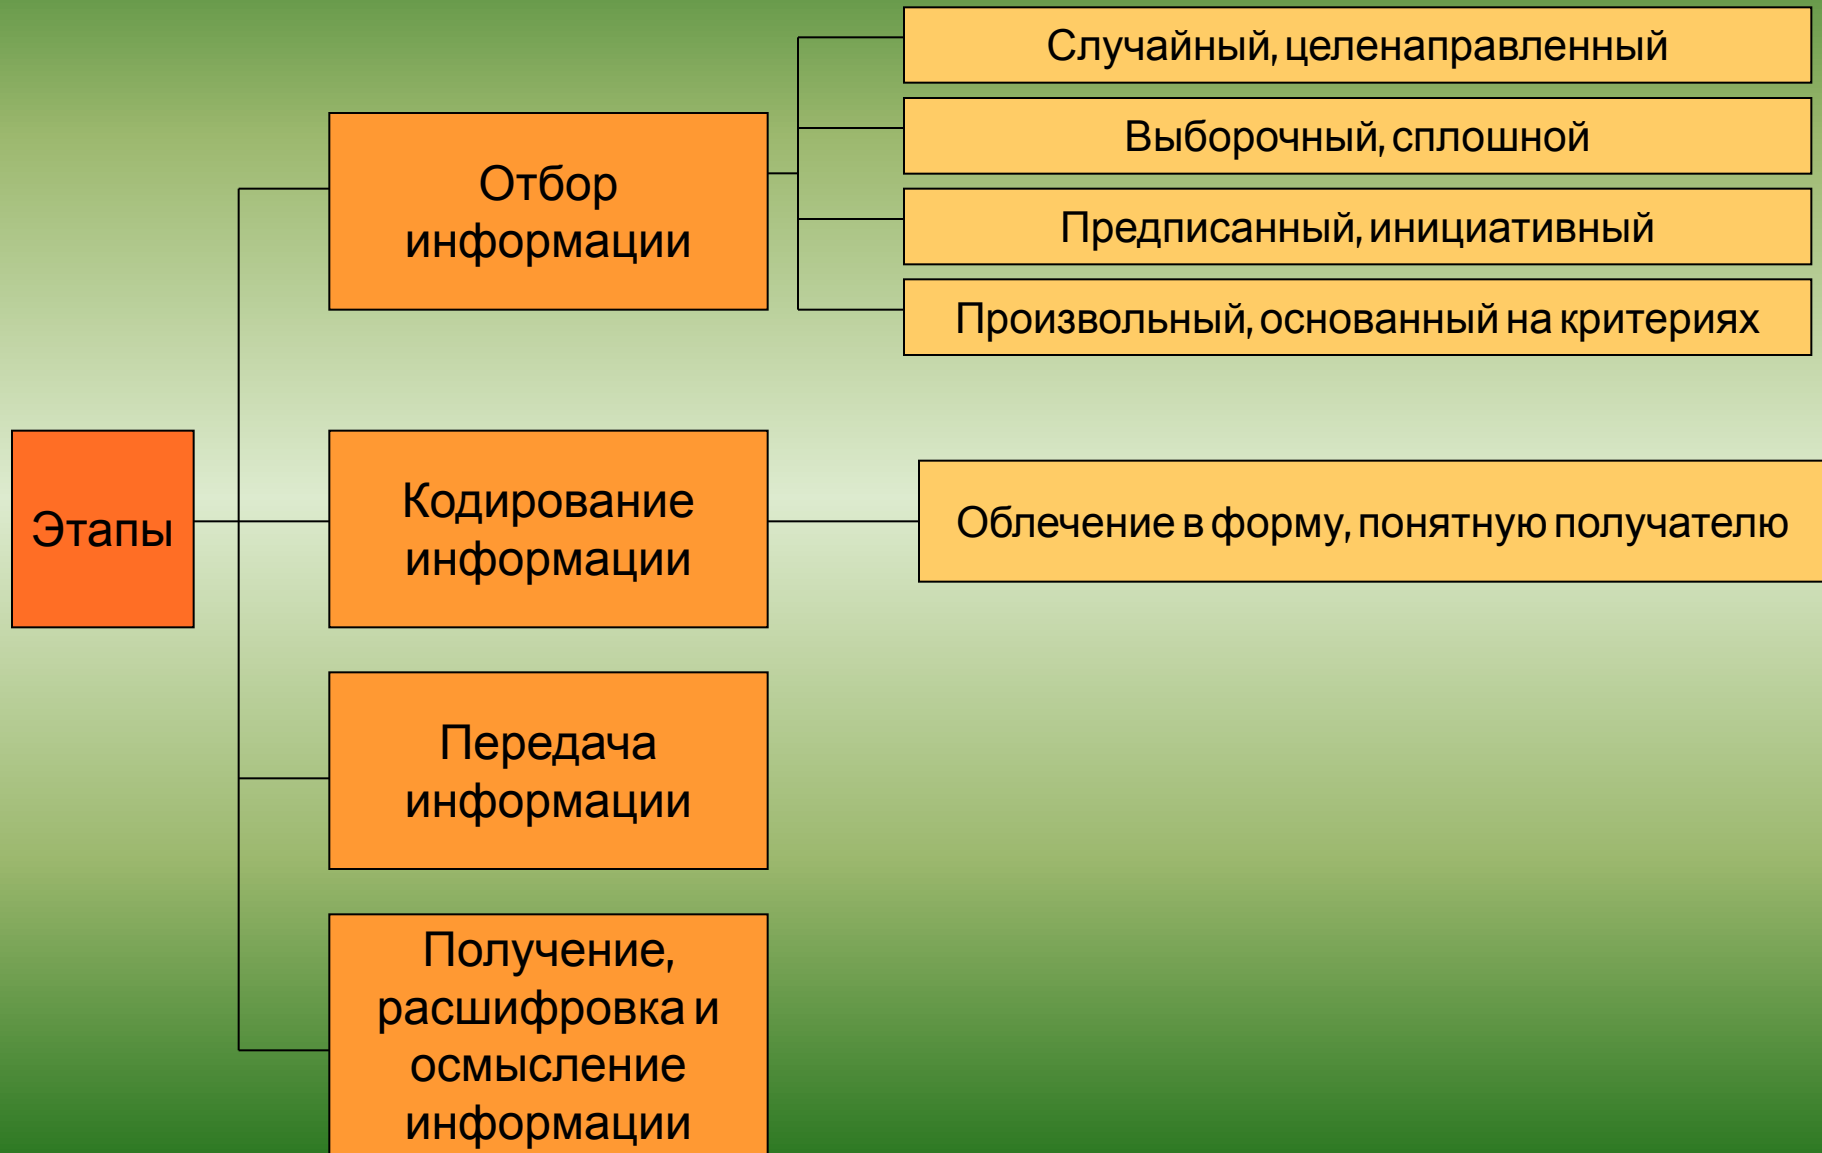 Этапы
Отбор
информации
Случайный, целенаправленный
Выборочный, сплошной
Предписанный, инициативный
Произвольный, основанный на критериях
Кодирование
информации
Облечение в форму, понятную получателю
Передача
информации
Получение,
расшифровка и
осмысление
информации